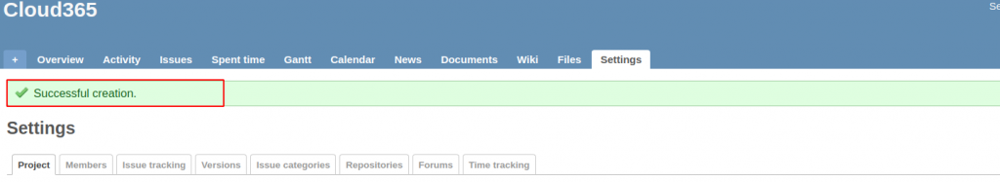 Cloud365
Se
+ Overview Activity Issues Spent time Gantt Calendar News Documents Wiki Files Settings
Successful creation.
Settings
Project Members Issue tracking Versions Issue categories Repositories Forums Time tracking